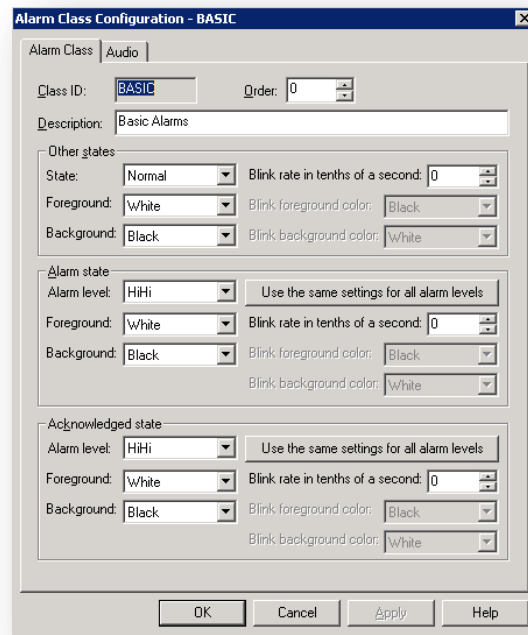 Alarm Class Configuration - BASIC
Alarm Class Audio
Class ID: BASIC Order: 0
Description: Basic Alarms
Other states
State: Normal Blink rate in tenths of a second: 0
Foreground: White Blink foreground color: Black
Background: Black Blink background color: White
Alarm state
Alarm level: HiHi Use the same settings for all alarm levels
Foreground: White Blink rate in tenths of a second: 0
Background: Black Blink foreground color: Black
Blink background color: White
Acknowledged state
Alarm level: HiHi Use the same settings for all alarm levels
Foreground: White Blink rate in tenths of a second: 0
Background: Black Blink foreground color: Black
Blink background color: White
OK Cancel Apply Help